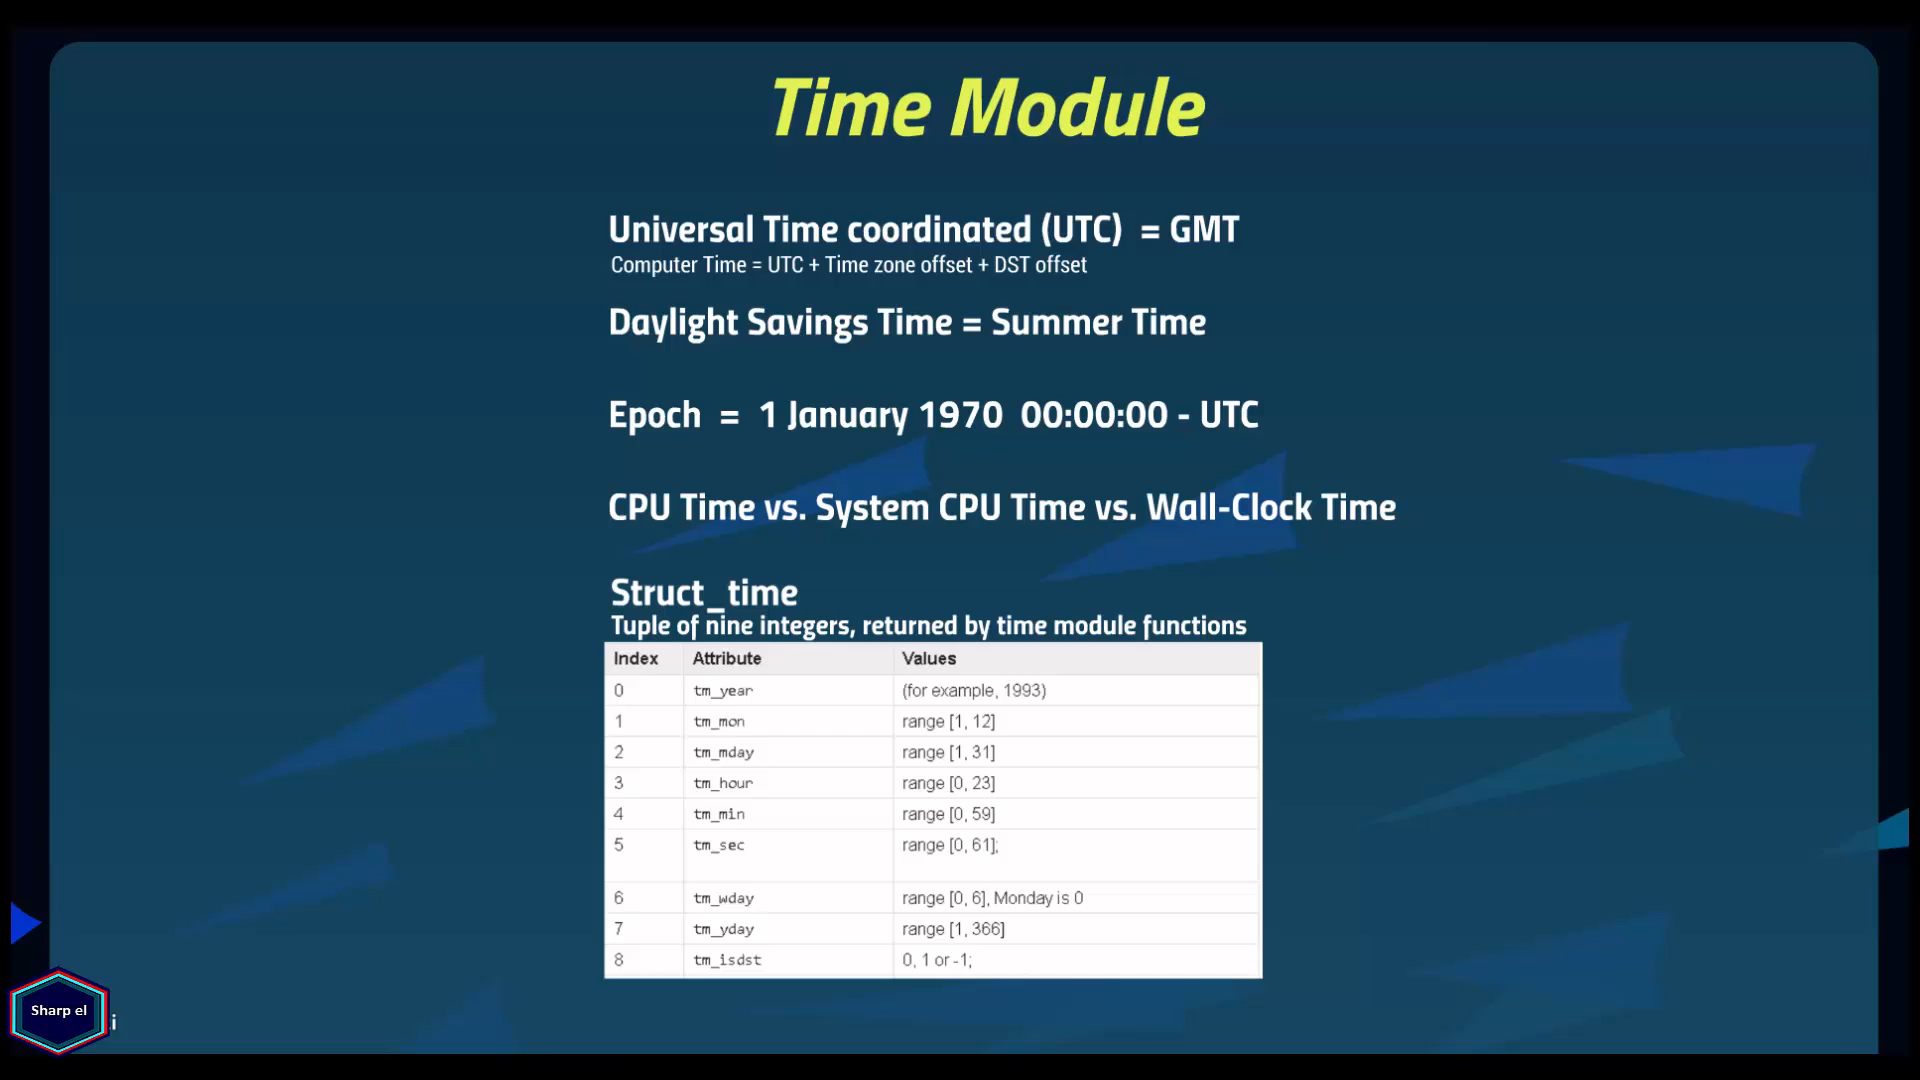 Time Module
Universal Time coordinated (UTC) = GMT
Computer Time = UTC + Time zone offset + DST offset
Daylight Savings Time = Summer Time
Epoch = 1 January 1970 00:00:00 - UTC
CPU Time vs. System CPU Time vs. Wall-Clock Time
Struct_time
Tuple of nine integers, returned by time module functions
Index Attribute Values
0 tm_year (for example, 1993)
1 tm_mon range [1, 12]
2 tm_mday range [1, 31]
3 tm_hour range [0, 23]
4 tm_min range [0, 59]
5 tm_sec range [0, 61];
6 tm_wday range [0, 6], Monday is 0
7 tm_yday range [1, 366]
8 tm_isdst 0, 1 or -1;
Sharp el